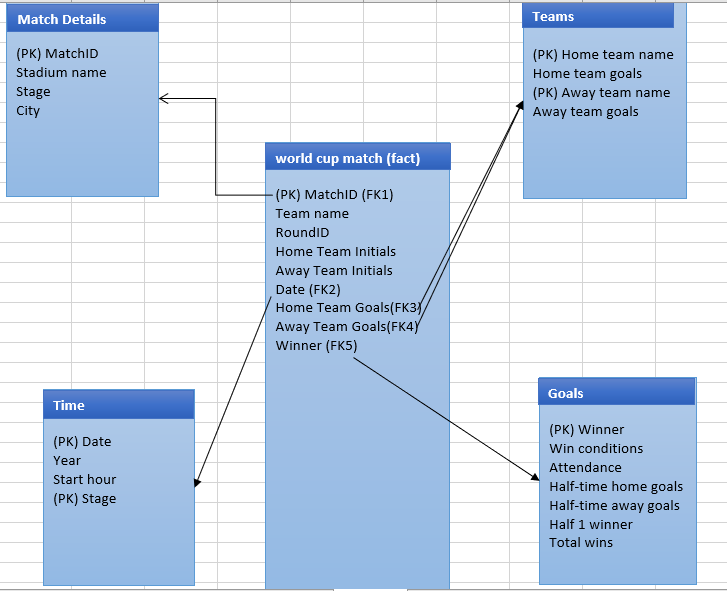 Match Details
(PK) MatchID
Stadium name
Stage
City
Teams
(PK) Home team name
Home team goals
(PK) Away team name
Away team goals
world cup match (fact)
(PK) MatchID (FK1)
Team name
RoundID
Home Team Initials
Away Team Initials
Date (FK2)
Home Team Goals(FK3)
Away Team Goals(FK4)
Winner (FK5)
Time
(PK) Date
Year
Start hour
(PK) Stage
Goals
(PK) Winner
Win conditions
Attendance
Half-time home goals
Half-time away goals
Half 1 winner
Total wins